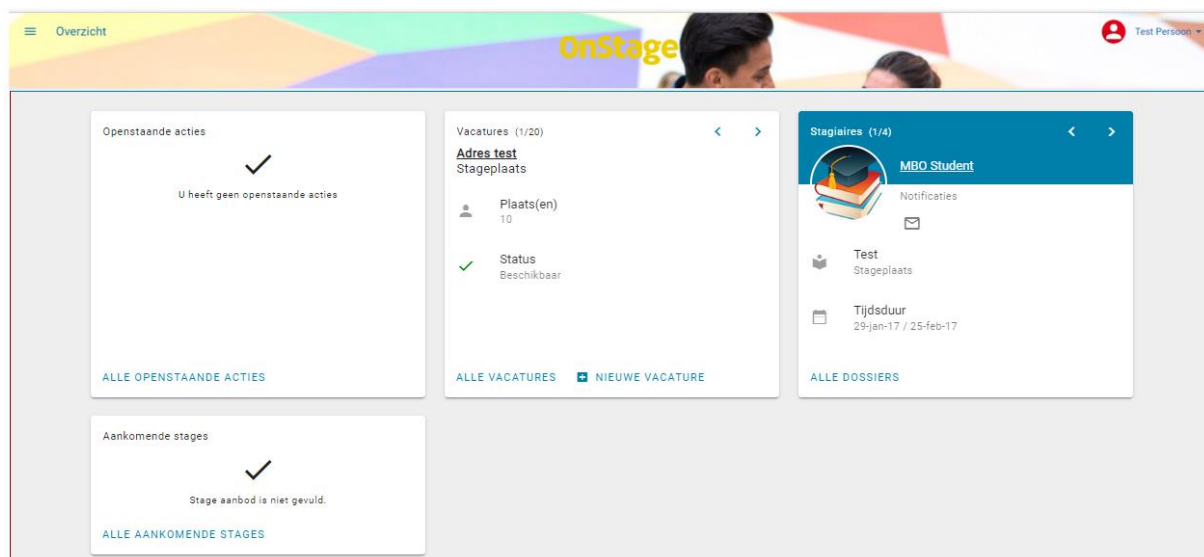 Overzicht
OnStage
Test Persoon
Openstaande acties
U heeft geen openstaande acties
ALLE OPENSTAANDE ACTIES
Vacatures (1/20)
Adres test
Stageplaats
Plaats(en)
10
Status
Beschikbaar
ALLE VACATURES NIEUWE VACATURE
Stagiaires (1/4)
MBO Student
Notificaties
Test
Stageplaats
Tijdsduur
29-jan-17 / 25-feb-17
ALLE DOSSIERS
Aankomende stages
Stage aanbod is niet gevuld.
ALLE AANKOMENDE STAGES